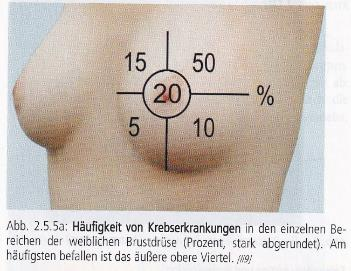 15 50
20 %
5 10
Abb. 2.5.5a: Häufigkeit von Krebserkrankungen in den einzelnen Be-
reichen der weiblichen Brustdrüse (Prozent, stark abgerundet). Am
häufigsten befallen ist das äußere obere Viertel. /II9/